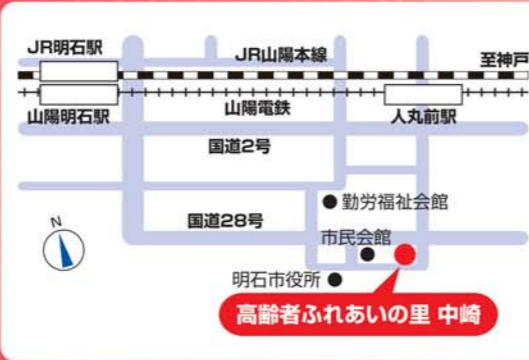 JR明石駅
JR山陽本線
至神戸
山陽明石駅
山陽電鉄
人丸前駅
国道2号
勤労福祉会館
国道28号
市民会館
N
明石市役所
高齢者ふれあいの里 中崎